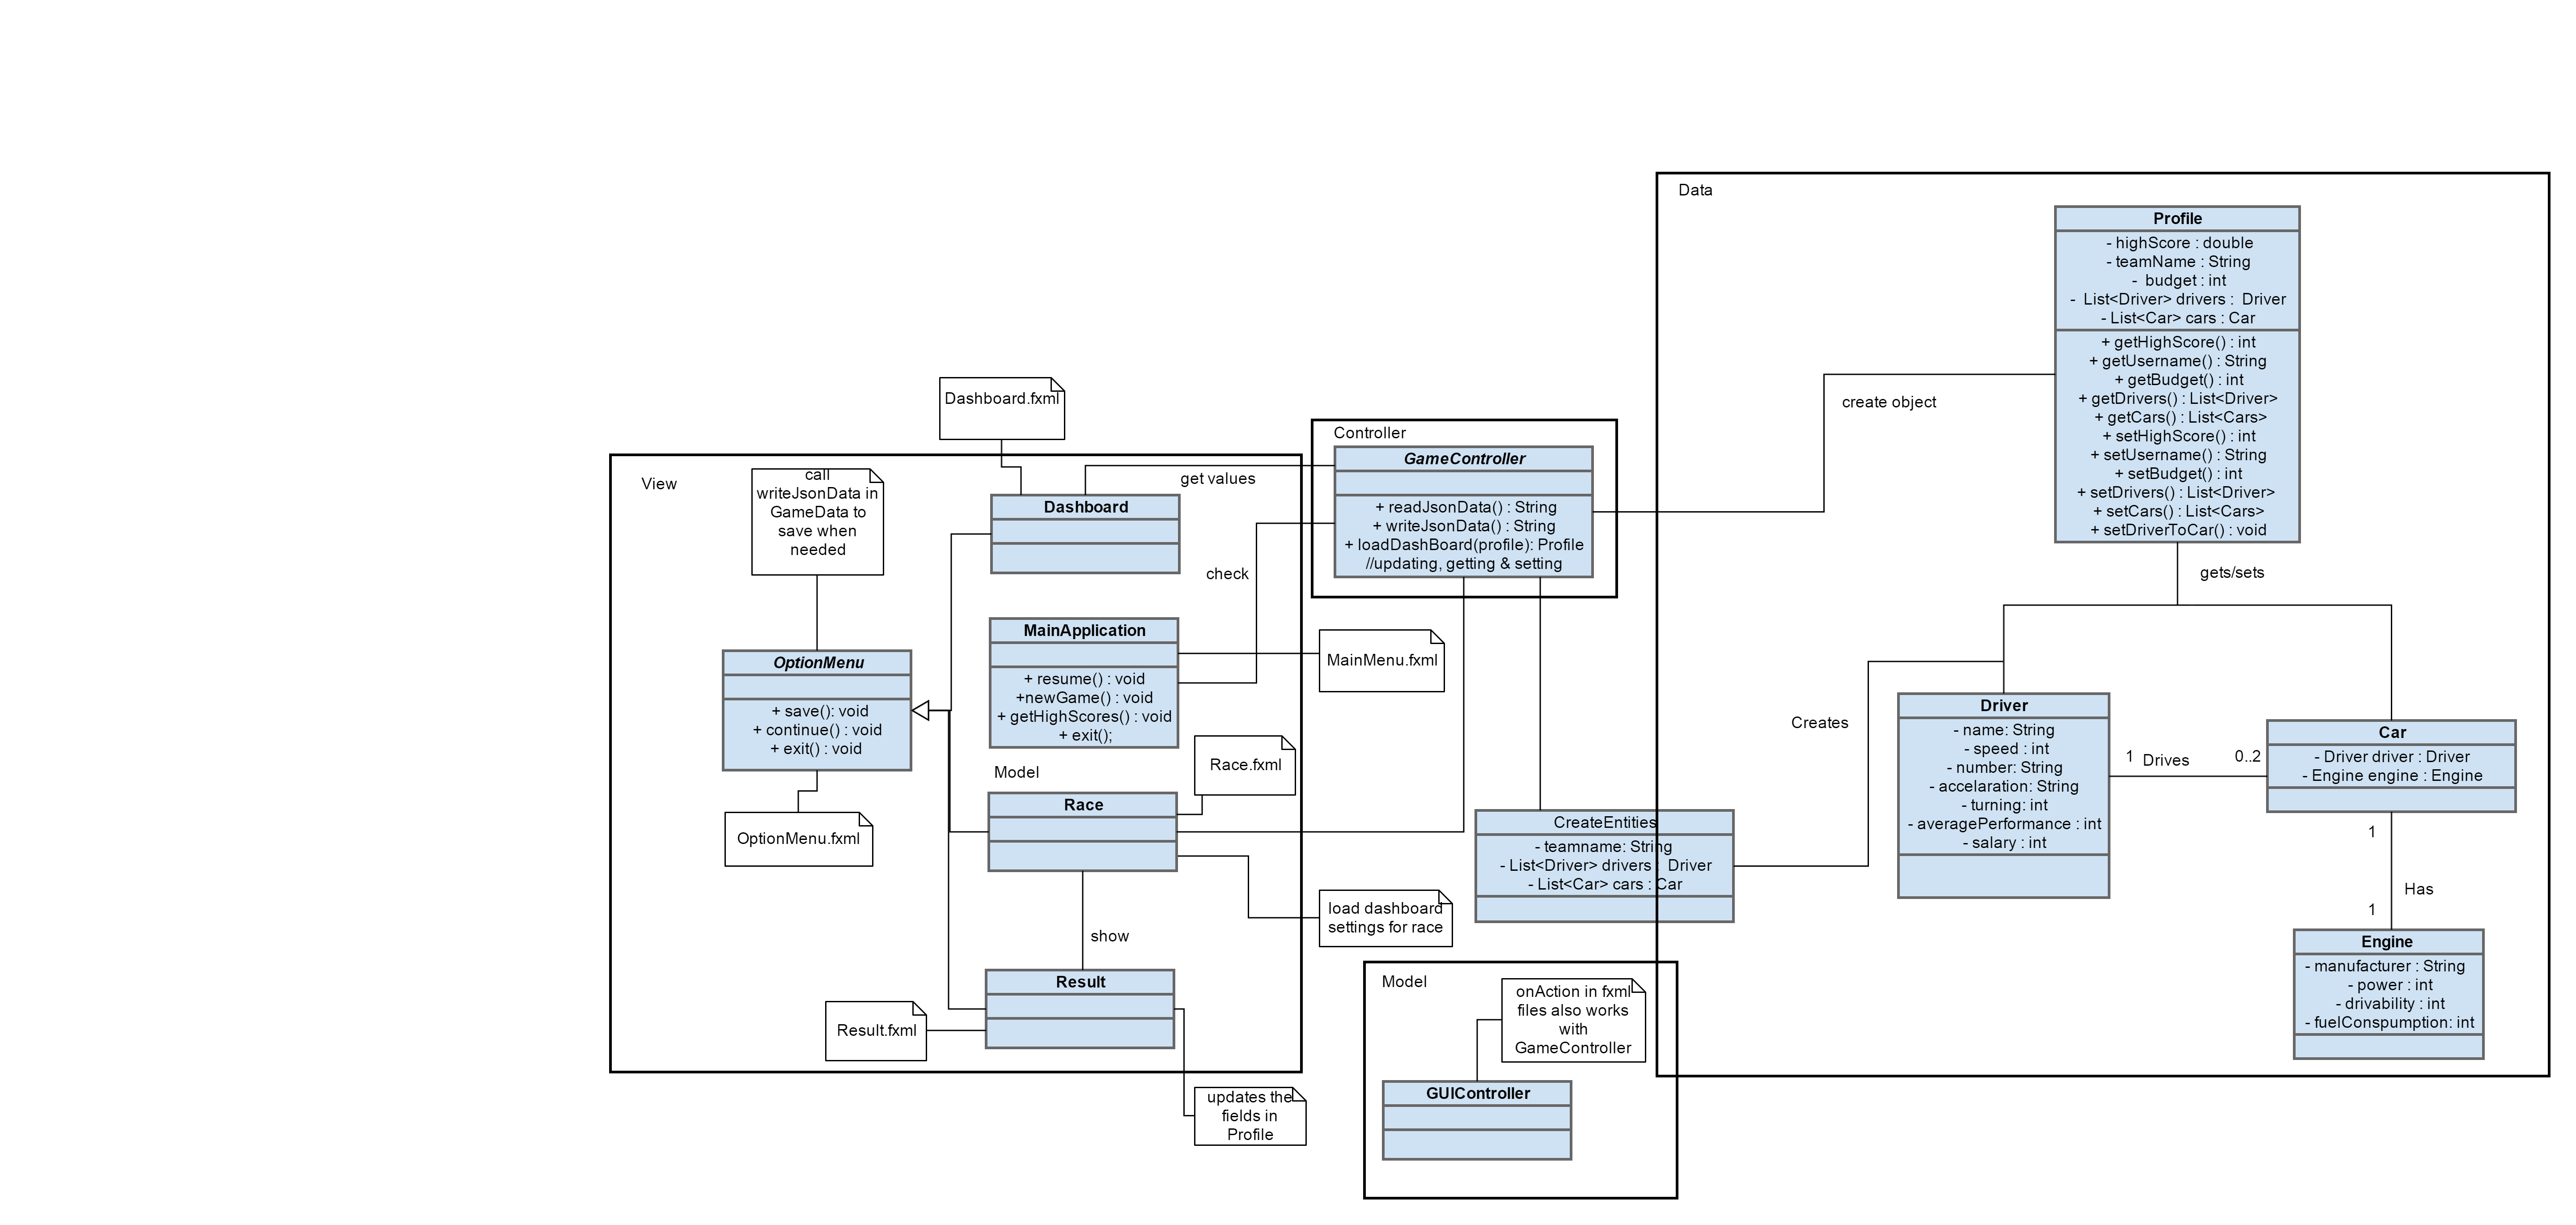 Data
Profile
- highScore : double
- teamName : String
-  budget : int
-  List<Driver> drivers :  Driver
- List<Car> cars : Car
+ getHighScore() : int
+ getUsername() : String
+ getBudget() : int
+ getDrivers() : List<Driver>
+ getCars() : List<Cars>
+ setHighScore() : int
+ setUsername() : String
+ setBudget() : int
+ setDrivers() : List<Driver>
+ setCars() : List<Cars>
+ setDriverToCar() : void
gets/sets
create object
Dashboard.fxml
Controller
GameController
+ readJsonData() : String
+ writeJsonData() : String
+ loadDashBoard(profile): Profile
//updating, getting & setting
View
call
writeJsonData in
GameData to
save when
needed
get values
Dashboard
check
MainApplication
+ resume() : void
+newGame() : void
+ getHighScores() : void
+ exit();
MainMenu.fxml
OptionMenu
+ save(): void
+ continue() : void
+ exit() : void
OptionMenu.fxml
Model
Race.fxml
Race
load dashboard
settings for race
show
Result
Result.fxml
updates the
fields in
Profile
CreateEntities
- teamname: String
- List<Driver> drivers :  Driver
- List<Car> cars : Car
Creates
Driver
- name: String
- speed : int
- number: String
- accelaration: String
- turning: int
- averagePerformance : int
- salary : int
1
Drives
0..2
Car
- Driver driver : Driver
- Engine engine : Engine
1
Has
1
Engine
- manufacturer : String
- power : int
- drivability : int
- fuelConspumption: int
Model
onAction in fxml
files also works
with
GameController
GUIController